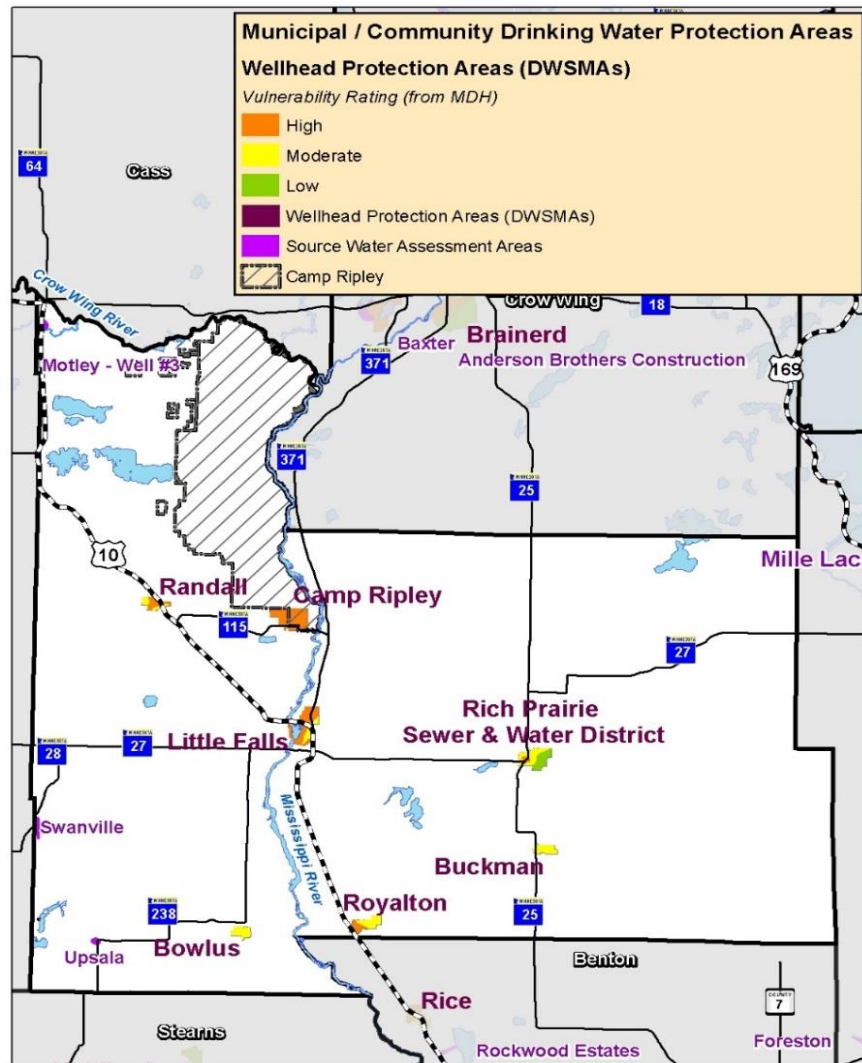 Municipal / Community Drinking Water Protection Areas
Wellhead Protection Areas (DWSMAs)
Vulnerability Rating (from MDH)
High
Moderate
Low
Wellhead Protection Areas (DWSMAs)
Source Water Assessment Areas
Camp Ripley
64
Cass
Crow Wing River
Crow Wing
18
Motley - Well #3
Baxter
Brainerd
371
Anderson Brothers Construction
169
371
25
10
Mille Lac
Randall
Camp Ripley
115
27
Rich Prairie
Sewer & Water District
Little Falls
28
27
Mississippi River
Swanville
Buckman
Royalton
238
25
Bowlus
Upsala
Benton
Rice
COUNTY
7
Stearns
Rockwood Estates
Foreston